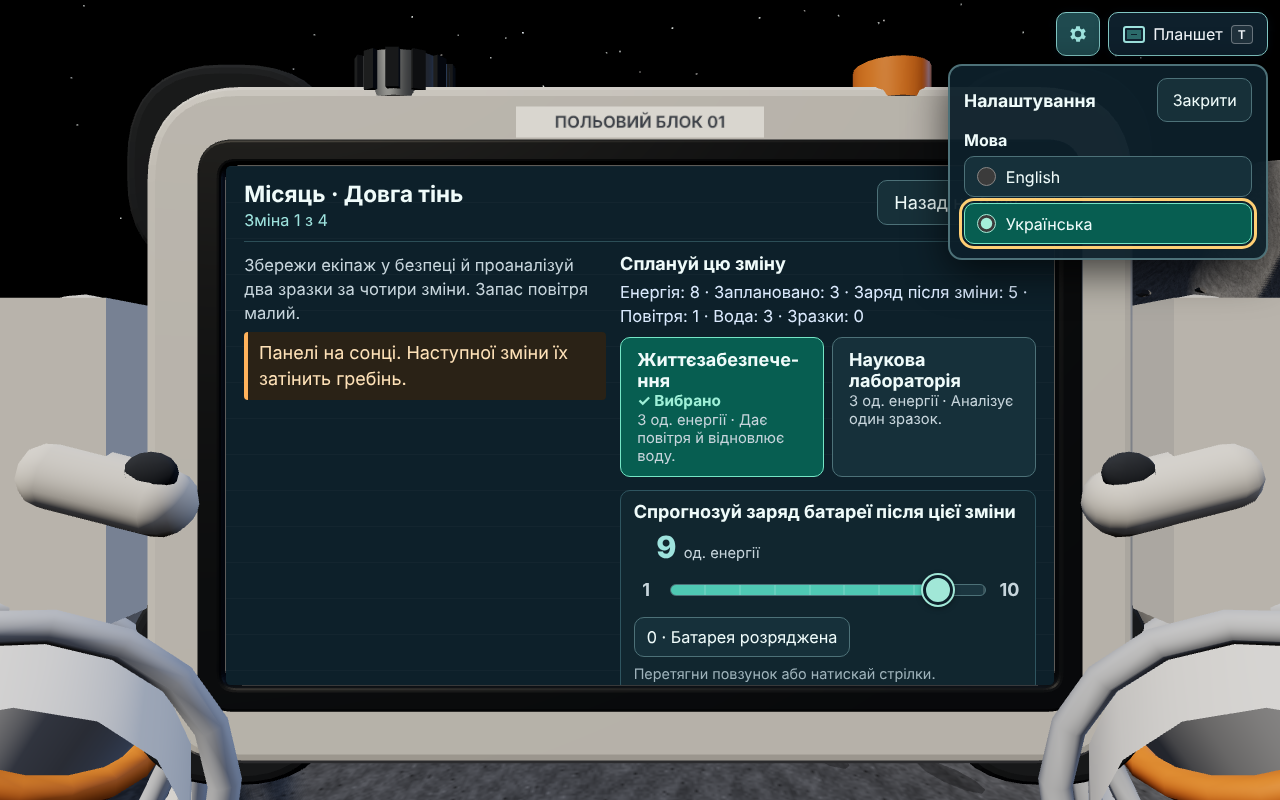 Планшет T
Налаштування
Закрити
Мова
English
Українська
ПОЛЬОВИЙ БЛОК 01
Місяць · Довга тінь
Зміна 1 з 4
Назад
Збережи екіпаж у безпеці й проаналізуй
два зразки за чотири зміни. Запас повітря
малий.
Панелі на сонці. Наступної зміни їх
затінить гребінь.
Сплануй цю зміну
Енергія: 8 · Заплановано: 3 · Заряд після зміни: 5 ·
Повітря: 1 · Вода: 3 · Зразки: 0
Життєзабезпече-
ння
✓ Вибрано
3 од. енергії · Дає
повітря й відновлює
воду.
Наукова
лабораторія
3 од. енергії · Аналізує
один зразок.
Спрогнозуй заряд батареї після цієї зміни
9 од. енергії
1 10
0 · Батарея розряджена
Перетягни повзунок або натискай стрілки.